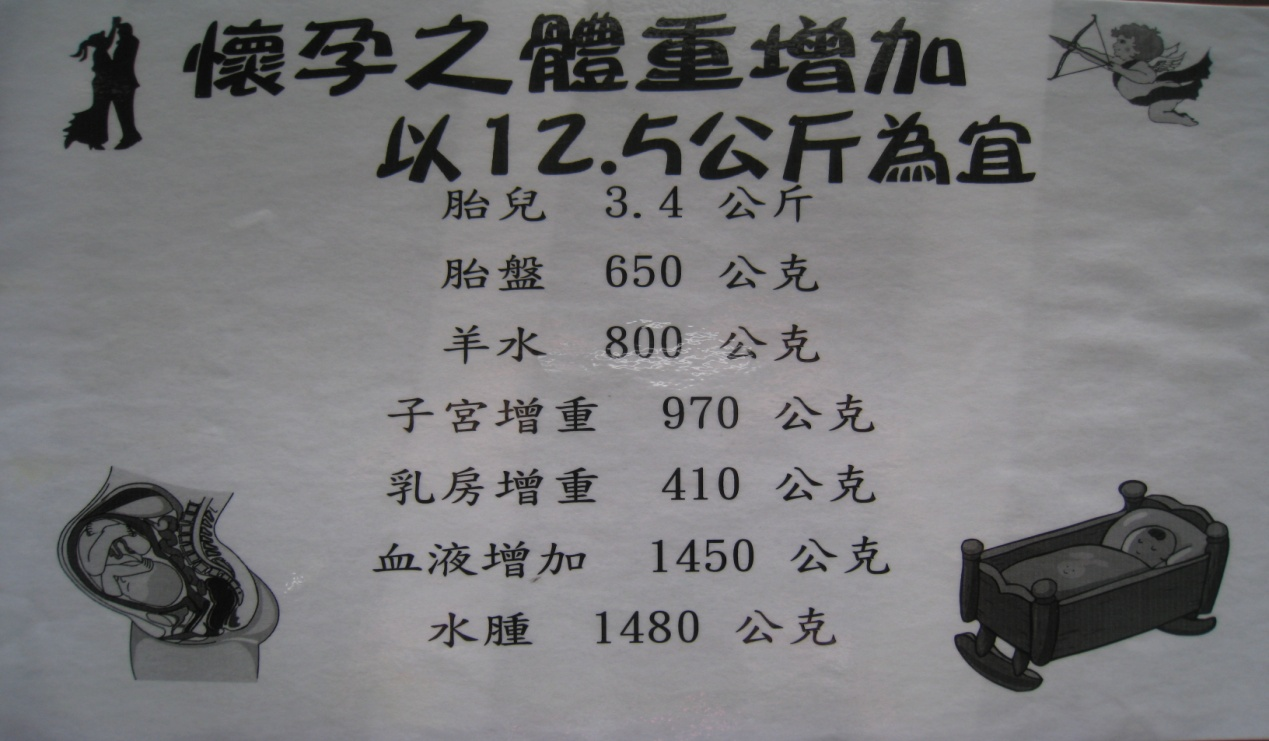 懷孕之體重增加
以12.5公斤為宜
胎兒 3.4 公斤
胎盤 650 公克
羊水 800 公克
子宮增重 970 公克
乳房增重 410 公克
血液增加 1450 公克
水腫 1480 公克